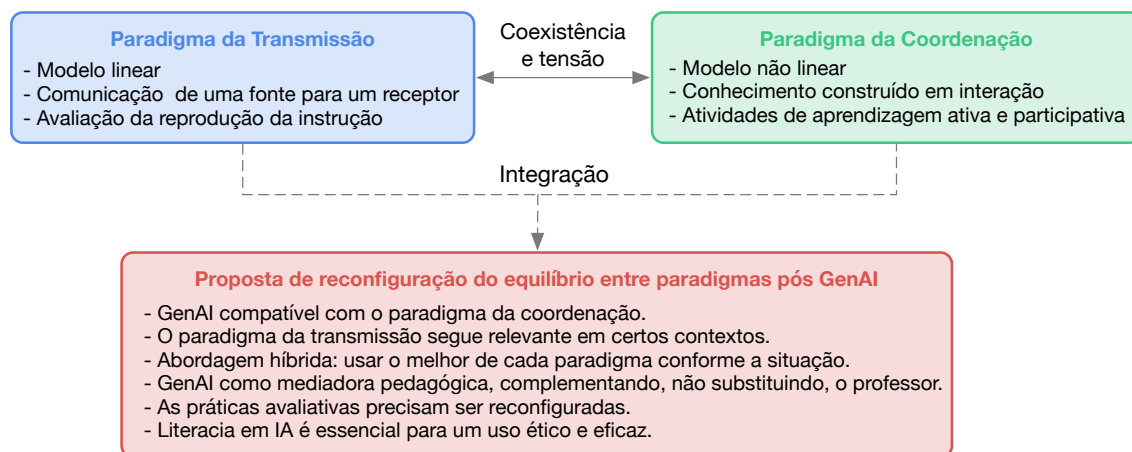 Paradigma da Transmissão
- Modelo linear
- Comunicação de uma fonte para um receptor
- Avaliação da reprodução da instrução
Coexistência
e tensão
Paradigma da Coordenação
- Modelo não linear
- Conhecimento construído em interação
- Atividades de aprendizagem ativa e participativa
Integração
Proposta de reconfiguração do equilíbrio entre paradigmas pós GenAI
- GenAI compatível com o paradigma da coordenação.
- O paradigma da transmissão segue relevante em certos contextos.
- Abordagem híbrida: usar o melhor de cada paradigma conforme a situação.
- GenAI como mediadora pedagógica, complementando, não substituindo, o professor.
- As práticas avaliativas precisam ser reconfiguradas.
- Literacia em IA é essencial para um uso ético e eficaz.